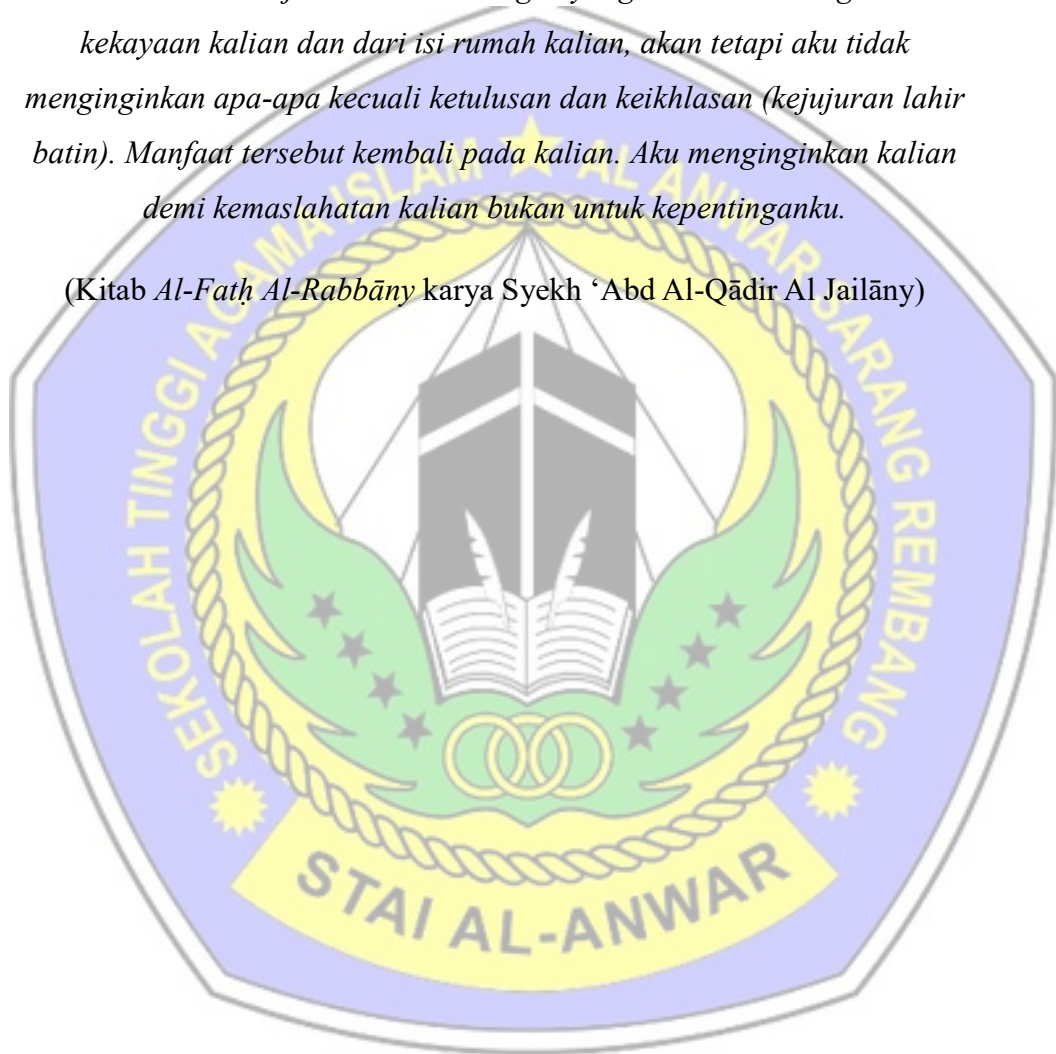 kekayaan kalian dan dari isi rumah kalian, akan tetapi aku tidak
menginginkan apa-apa kecuali ketulusan dan keikhlasan (kejujuran lahir
batin). Manfaat tersebut kembali pada kalian. Aku menginginkan kalian
demi kemaslahatan kalian bukan untuk kepentinganku.
(Kitab Al-Fatḥ Al-Rabbāny karya Syekh ‘Abd Al-Qādir Al Jailāny)
SEKOLAH TINGGI AGAMA ISLAM AL ANWAR SARANG REMBANG
STAI AL-ANWAR